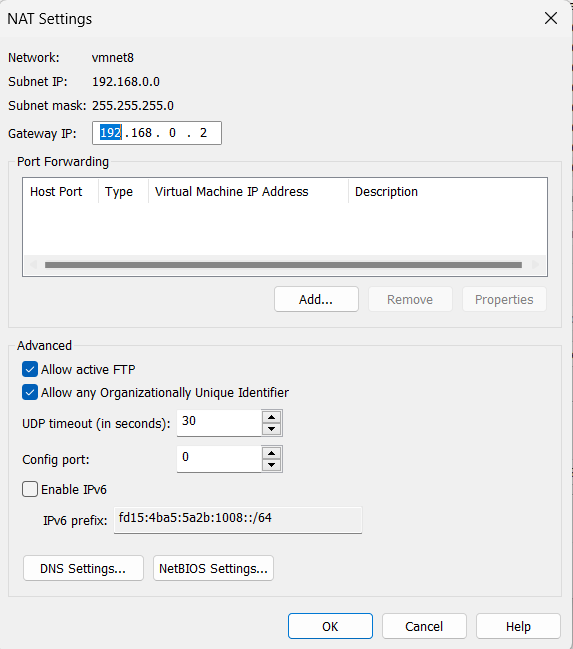 NAT Settings
Network: vmnet8
Subnet IP: 192.168.0.0
Subnet mask: 255.255.255.0
Gateway IP: 192 . 168 . 0 . 2
Port Forwarding
Host Port Type Virtual Machine IP Address Description
Add... Remove Properties
Advanced
Allow active FTP
Allow any Organizationally Unique Identifier
UDP timeout (in seconds): 30
Config port: 0
Enable IPv6
IPv6 prefix: fd15:4ba5:5a2b:1008::/64
DNS Settings... NetBIOS Settings...
OK Cancel Help